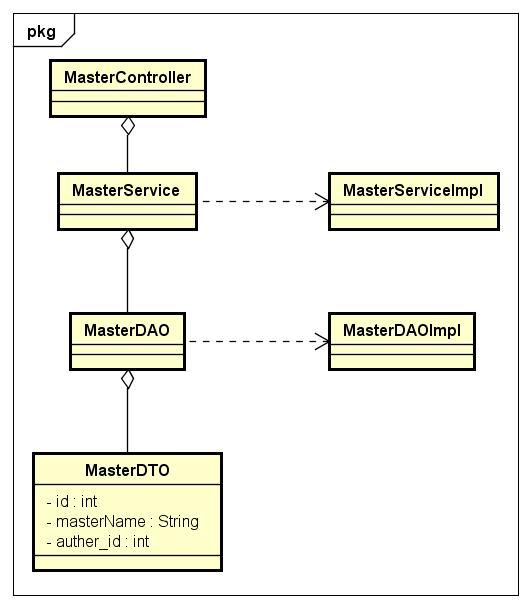 pkg
MasterController
MasterService
MasterServiceImpl
MasterDAO
MasterDAOImpl
MasterDTO
- id : int
- masterName : String
- auther_id : int